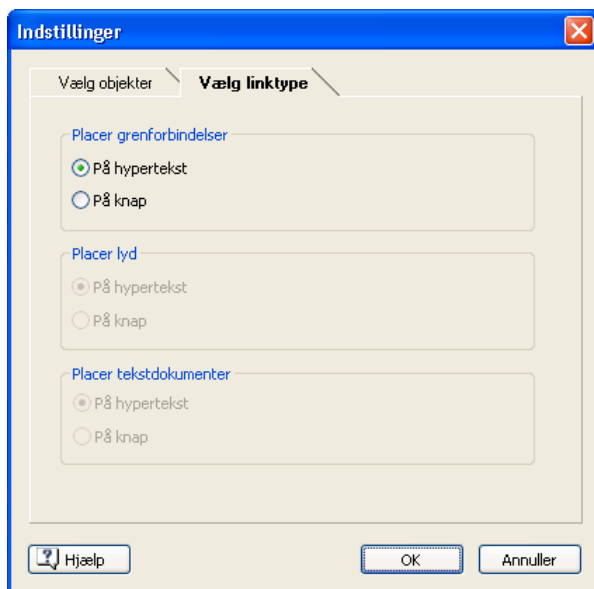 Indstillinger
Vælg objekter
Vælg linktype
Placer grenforbindelser
På hypertekst
På knap
Placer lyd
På hypertekst
På knap
Placer tekstdokumenter
På hypertekst
På knap
Hjælp
OK
Annuller